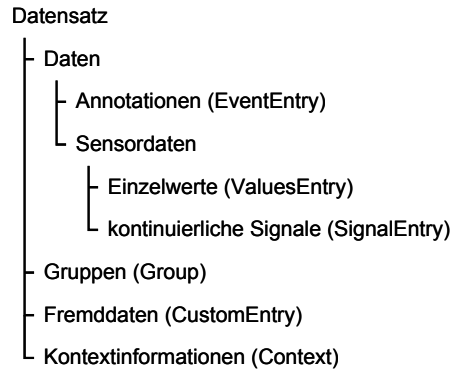 Datensatz
Daten
Annotationen (EventEntry)
Sensordaten
Einzelwerte (ValuesEntry)
kontinuierliche Signale (SignalEntry)
Gruppen (Group)
Fremddaten (CustomEntry)
Kontextinformationen (Context)